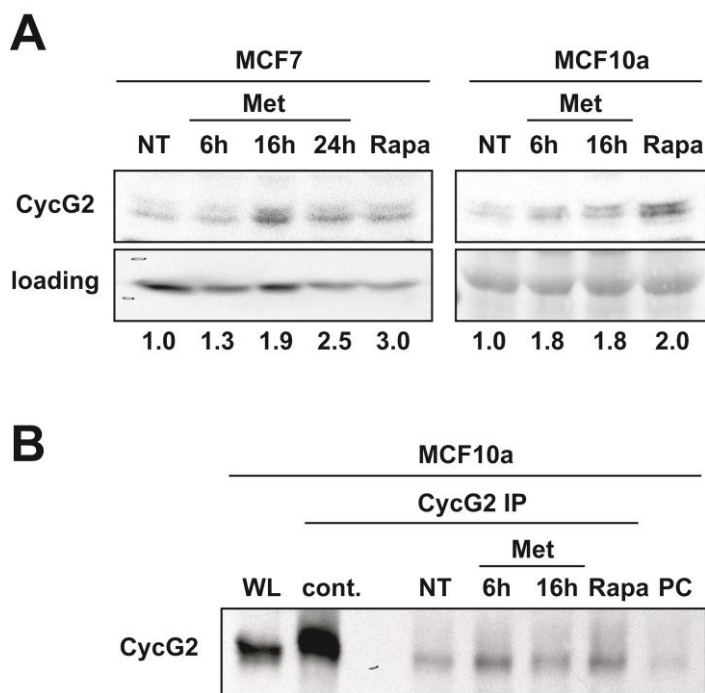 A
MCF7 MCF10a
Met Met
NT 6h 16h 24h Rapa NT 6h 16h Rapa
CycG2
loading
1.0 1.3 1.9 2.5 3.0 1.0 1.8 1.8 2.0
B
MCF10a
CycG2 IP
Met
WL cont. NT 6h 16h Rapa PC
CycG2